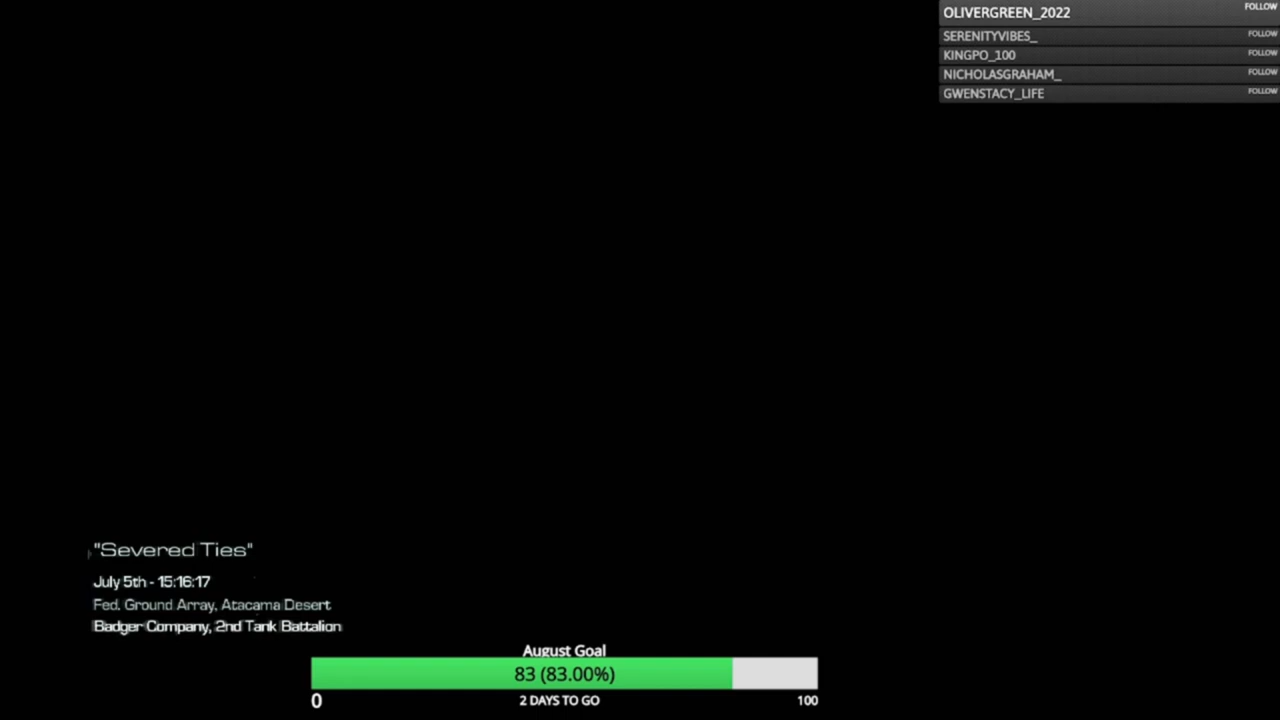 OLIVERGREEN_2022 FOLLOW
SERENITYVIBES_ FOLLOW
KINGPO_100 FOLLOW
NICHOLASGRAHAM_ FOLLOW
GWENSTACY_LIFE FOLLOW
"Severed Ties"
July 5th - 15:16:17
Fed. Ground Array, Atacama Desert
Badger Company, 2nd Tank Battalion
August Goal
83 (83.00%)
0 2 DAYS TO GO 100